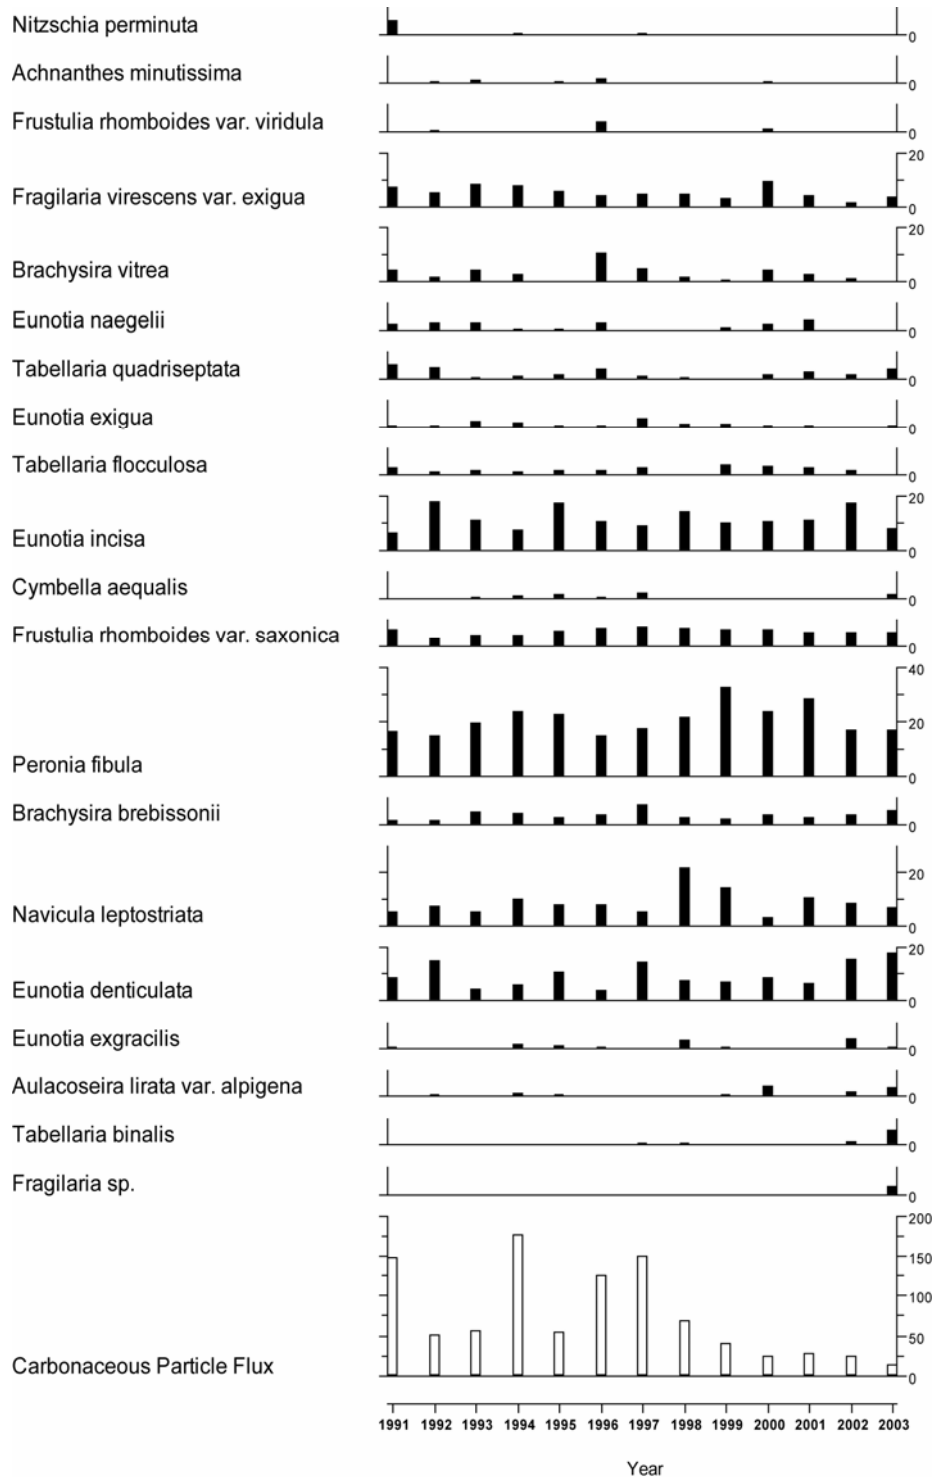 Nitzschia perminuta
0
Achnanthes minutissima
0
Frustulia rhomboides var. viridula
0
20
Fragilaria virescens var. exigua
0
20
Brachysira vitrea
0
Eunotia naegelii
0
Tabellaria quadriseptata
0
Eunotia exigua
0
Tabellaria flocculosa
0
20
Eunotia incisa
0
Cymbella aequalis
0
Frustulia rhomboides var. saxonica
0
40
20
Peronia fibula
0
Brachysira brebissonii
0
20
Navicula leptostriata
0
20
Eunotia denticulata
0
Eunotia exgracilis
0
Aulacoseira lirata var. alpigena
0
Tabellaria binalis
0
Fragilaria sp.
0
200
150
100
50
Carbonaceous Particle Flux
0
1991 1992 1993 1994 1995 1996 1997 1998 1999 2000 2001 2002 2003
Year